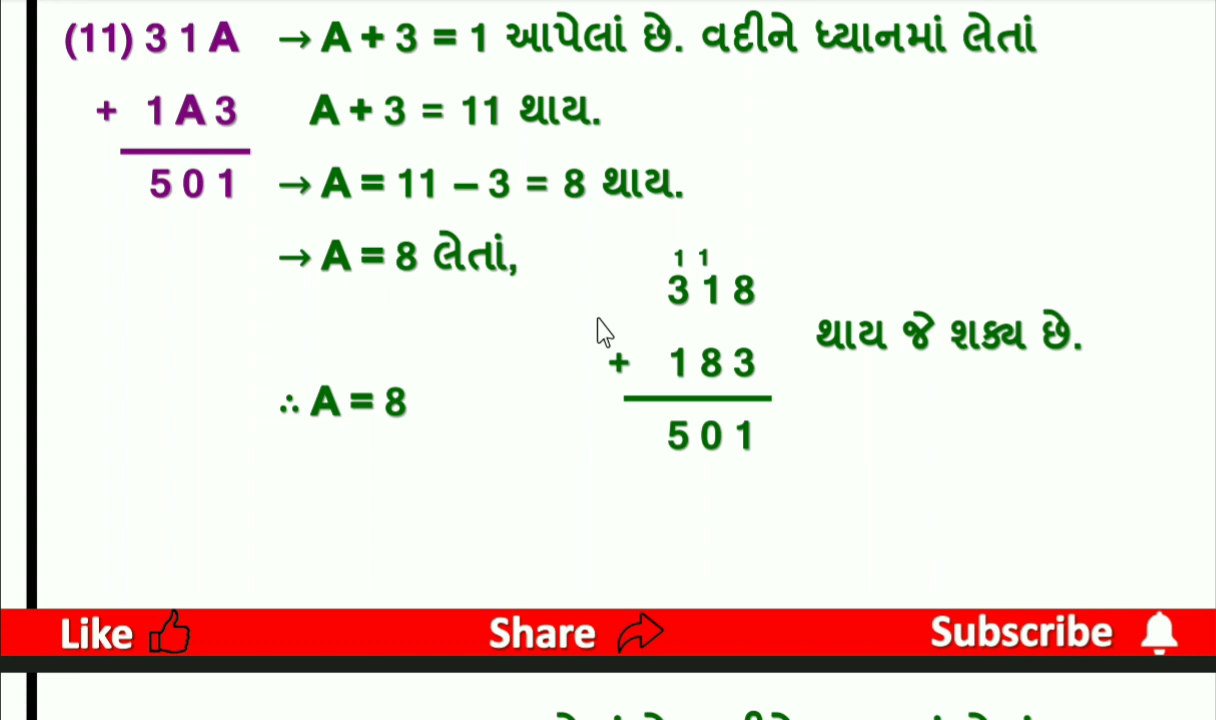 (11) 3 1 A → A + 3 = 1 આપેલાં છે. વદીને ધ્યાનમાં લેતાં
+ 1 A 3 A + 3 = 11 થાય.
5 0 1 → A = 11 – 3 = 8 થાય.
→ A = 8 લેતાં,
1 1
3 1 8
+ 1 8 3 થાય જે શક્ય છે.
∴ A = 8
5 0 1
Like Share Subscribe